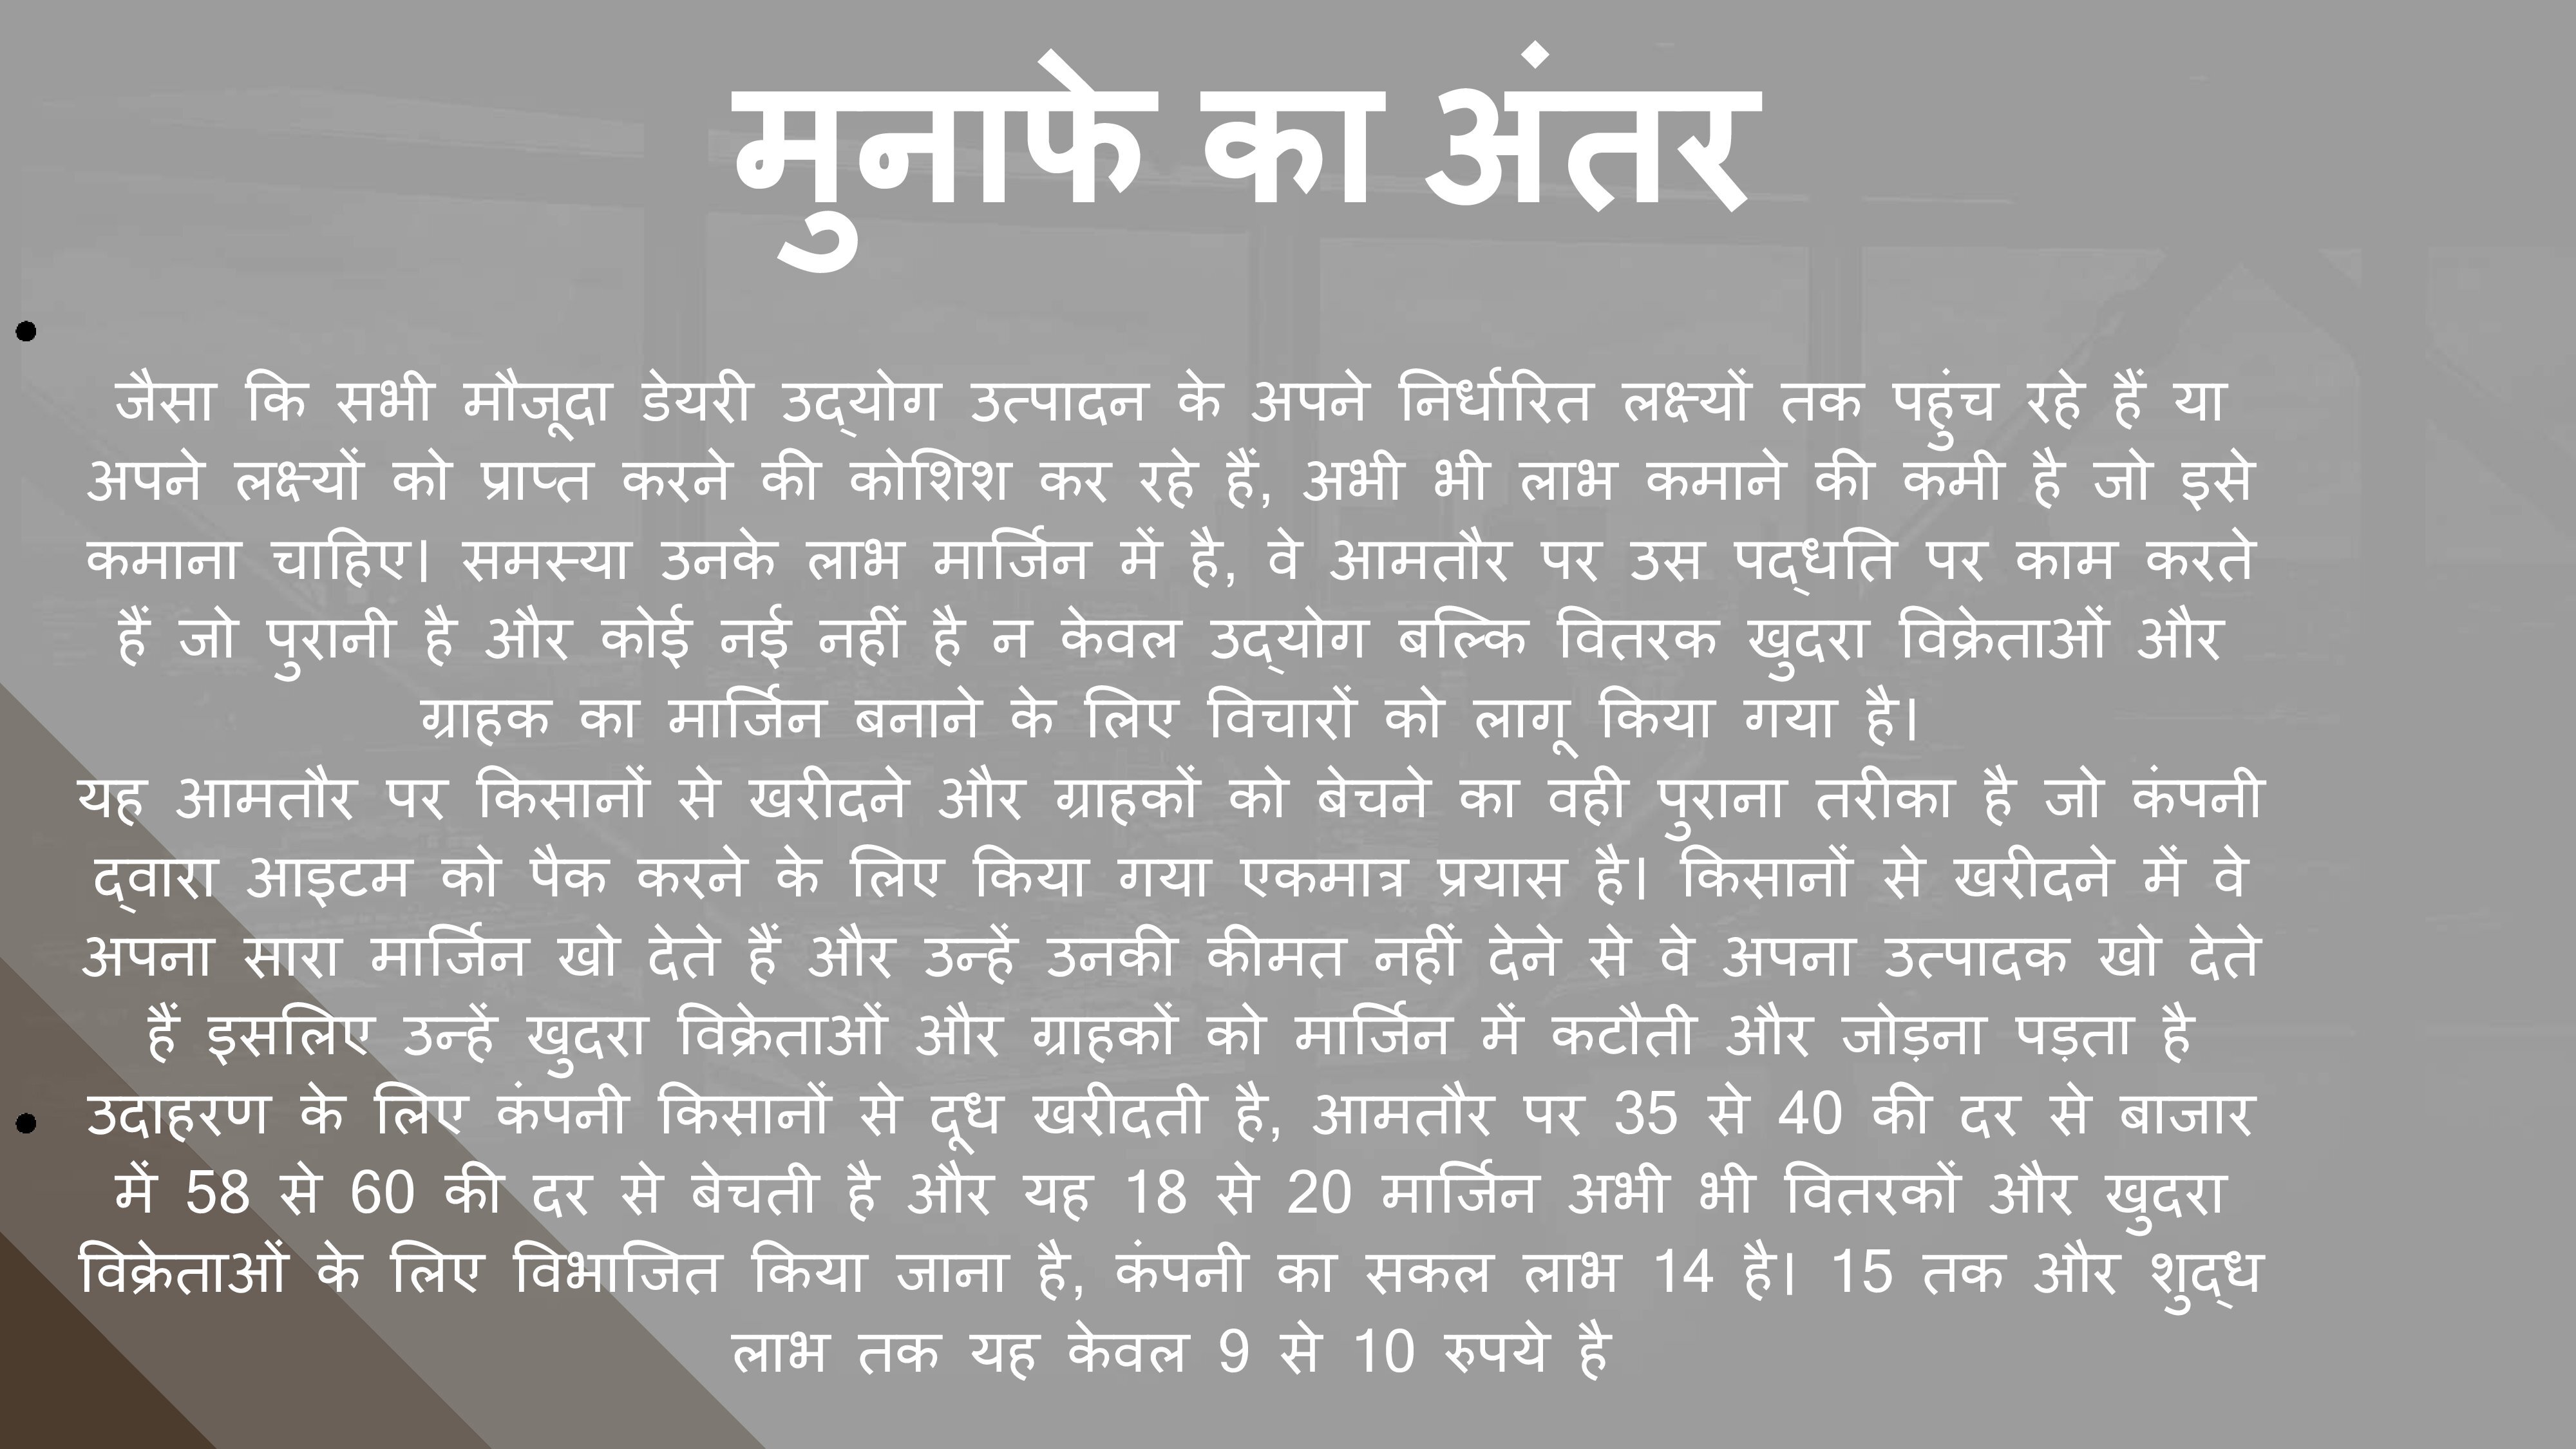 मुनाफे का अंतर
जैसा कि सभी मौजूदा डेयरी उद्योग उत्पादन के अपने निर्धारित लक्ष्यों तक पहुंच रहे हैं या
अपने लक्ष्यों को प्राप्त करने की कोशिश कर रहे हैं, अभी भी लाभ कमाने की कमी है जो इसे
कमाना चाहिए। समस्या उनके लाभ मार्जिन में है, वे आमतौर पर उस पद्धति पर काम करते
हैं जो पुरानी है और कोई नई नहीं है न केवल उद्योग बल्कि वितरक खुदरा विक्रेताओं और
ग्राहक का मार्जिन बनाने के लिए विचारों को लागू किया गया है।
यह आमतौर पर किसानों से खरीदने और ग्राहकों को बेचने का वही पुराना तरीका है जो कंपनी
द्वारा आइटम को पैक करने के लिए किया गया एकमात्र प्रयास है। किसानों से खरीदने में वे
अपना सारा मार्जिन खो देते हैं और उन्हें उनकी कीमत नहीं देने से वे अपना उत्पादक खो देते
हैं इसलिए उन्हें खुदरा विक्रेताओं और ग्राहकों को मार्जिन में कटौती और जोड़ना पड़ता है
उदाहरण के लिए कंपनी किसानों से दूध खरीदती है, आमतौर पर 35 से 40 की दर से बाजार
में 58 से 60 की दर से बेचती है और यह 18 से 20 मार्जिन अभी भी वितरकों और खुदरा
विक्रेताओं के लिए विभाजित किया जाना है, कंपनी का सकल लाभ 14 है। 15 तक और शुद्ध
लाभ तक यह केवल 9 से 10 रुपये है